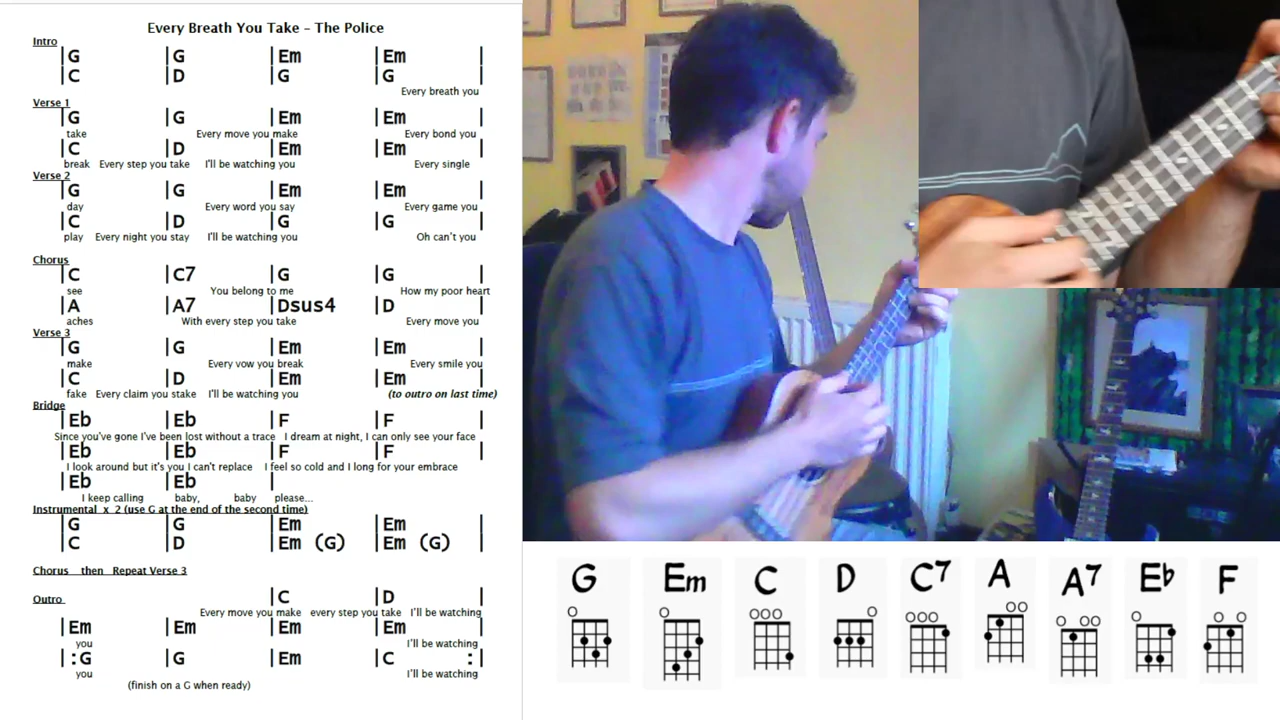 Every Breath You Take – The Police
Intro
|G |G |Em |Em |
|C |D |G |G |
Every breath you
Verse 1
|G |G |Em |Em |
take Every move you make Every bond you
|C |D |Em |Em |
break Every step you take I'll be watching you Every single
Verse 2
|G |G |Em |Em |
day Every word you say Every game you
|C |D |G |G |
play Every night you stay I'll be watching you Oh can't you
Chorus
|C |C7 |G |G |
see You belong to me How my poor heart
|A |A7 |Dsus4 |D |
aches With every step you take Every move you
Verse 3
|G |G |Em |Em |
make Every vow you break Every smile you
|C |D |Em |Em |
fake Every claim you stake I'll be watching you (to outro on last time)
Bridge
|Eb |Eb |F |F |
Since you've gone I've been lost without a trace I dream at night, I can only see your face
|Eb |Eb |F |F |
I look around but it's you I can't replace I feel so cold and I long for your embrace
|Eb |Eb |
I keep calling baby, baby please...
Instrumental x 2 (use G at the end of the second time)
|G |G |Em |Em |
|C |D |Em (G) |Em (G) |
Chorus then Repeat Verse 3
Outro |C |D |
Every move you make every step you take I'll be watching
|Em |Em |Em |Em |
you I'll be watching
|:G |G |Em |C :|
you I'll be watching
(finish on a G when ready)
G Em C D C7 A A7 Eb F